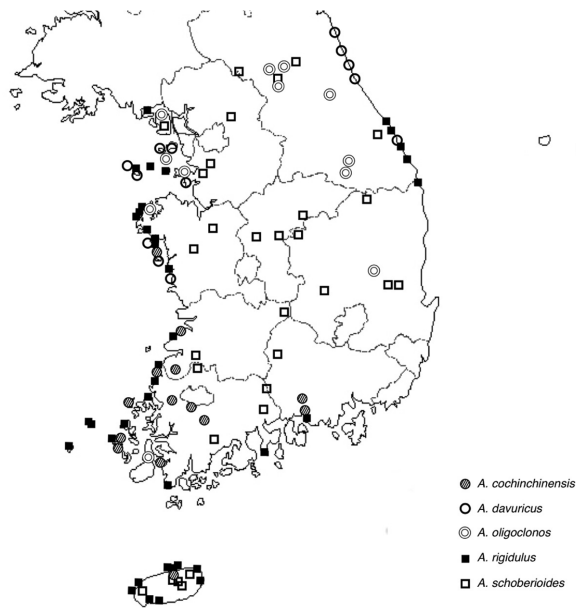 A. cochinchinensis
A. davuricus
A. oligoclonos
A. rigidulus
A. schoberioides